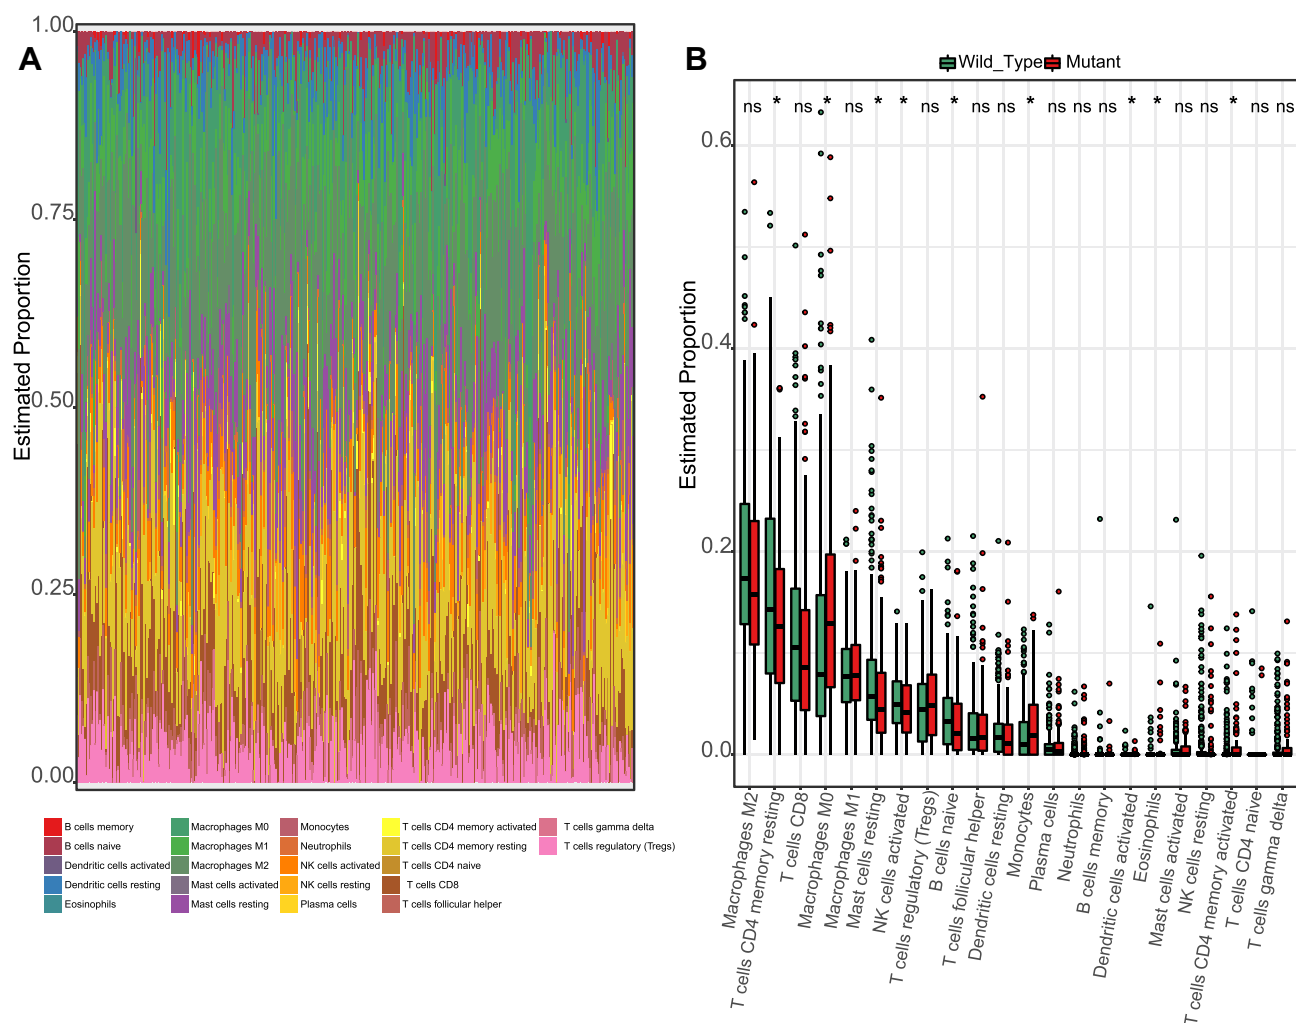 A
1.00
0.75
0.50
0.25
0.00
Estimated Proportion
B cells memory
B cells naive
Dendritic cells activated
Dendritic cells resting
Eosinophils
Macrophages M0
Macrophages M1
Macrophages M2
Mast cells activated
Mast cells resting
Monocytes
Neutrophils
NK cells activated
NK cells resting
Plasma cells
T cells CD4 memory activated
T cells CD4 memory resting
T cells CD4 naive
T cells CD8
T cells follicular helper
T cells gamma delta
T cells regulatory (Tregs)
B
Wild_Type Mutant
ns * ns * ns * * ns * ns ns * ns ns ns * * ns ns * ns ns
0.6
0.4
0.2
0.0
Estimated Proportion
Macrophages M2
T cells CD4 memory resting
T cells CD8
Macrophages M0
Macrophages M1
Mast cells resting
NK cells activated
T cells regulatory (Tregs)
B cells naive
T cells follicular helper
Dendritic cells resting
Monocytes
Plasma cells
Neutrophils
B cells memory
Dendritic cells activated
Eosinophils
Mast cells activated
NK cells resting
T cells CD4 memory activated
T cells CD4 naive
T cells gamma delta